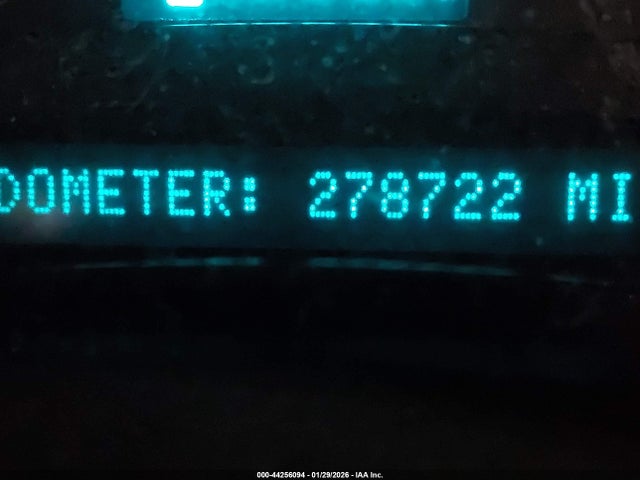 DOMETER: 278722 MI
000-44256094 - 01/29/2026 - IAA Inc.